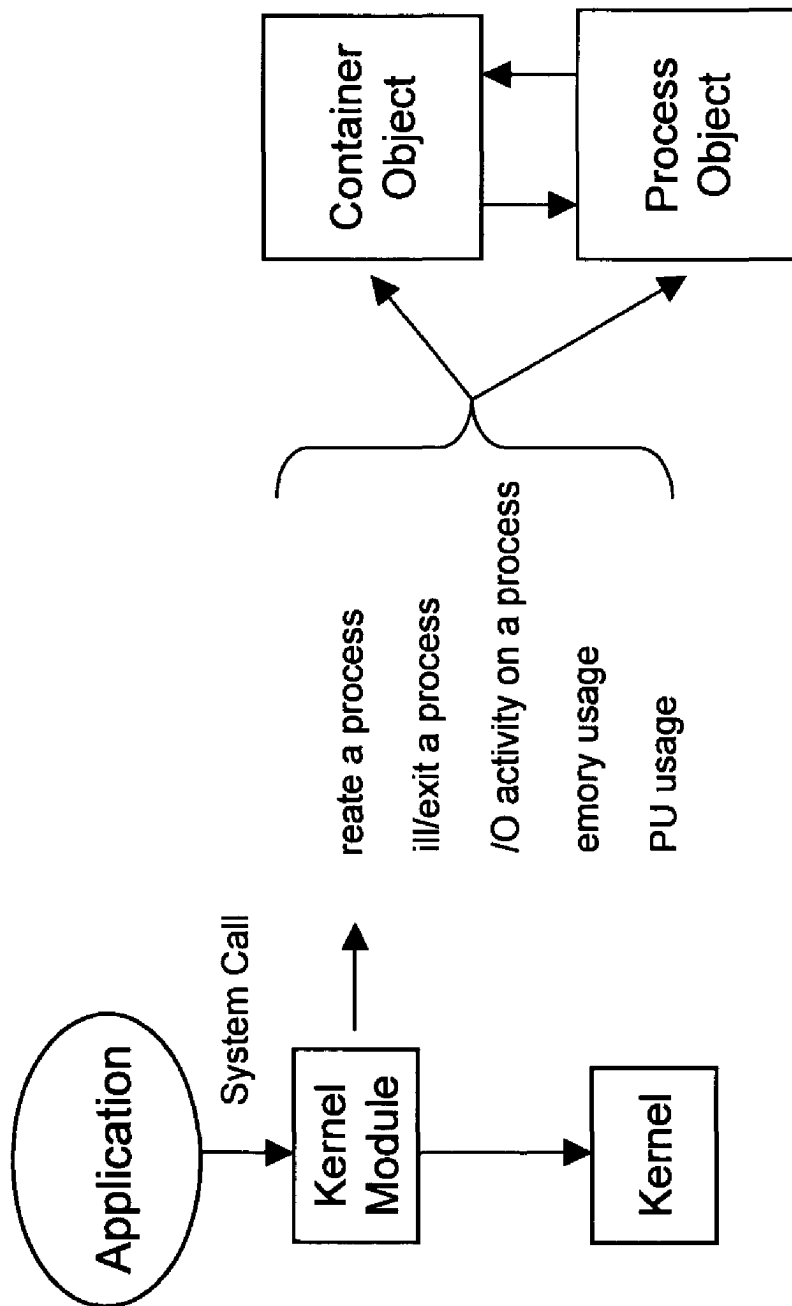 Application
System Call
Kernel
Module
Kernel
reate a process
ill/exit a process
/O activity on a process
emory usage
PU usage
Container
Object
Process
Object